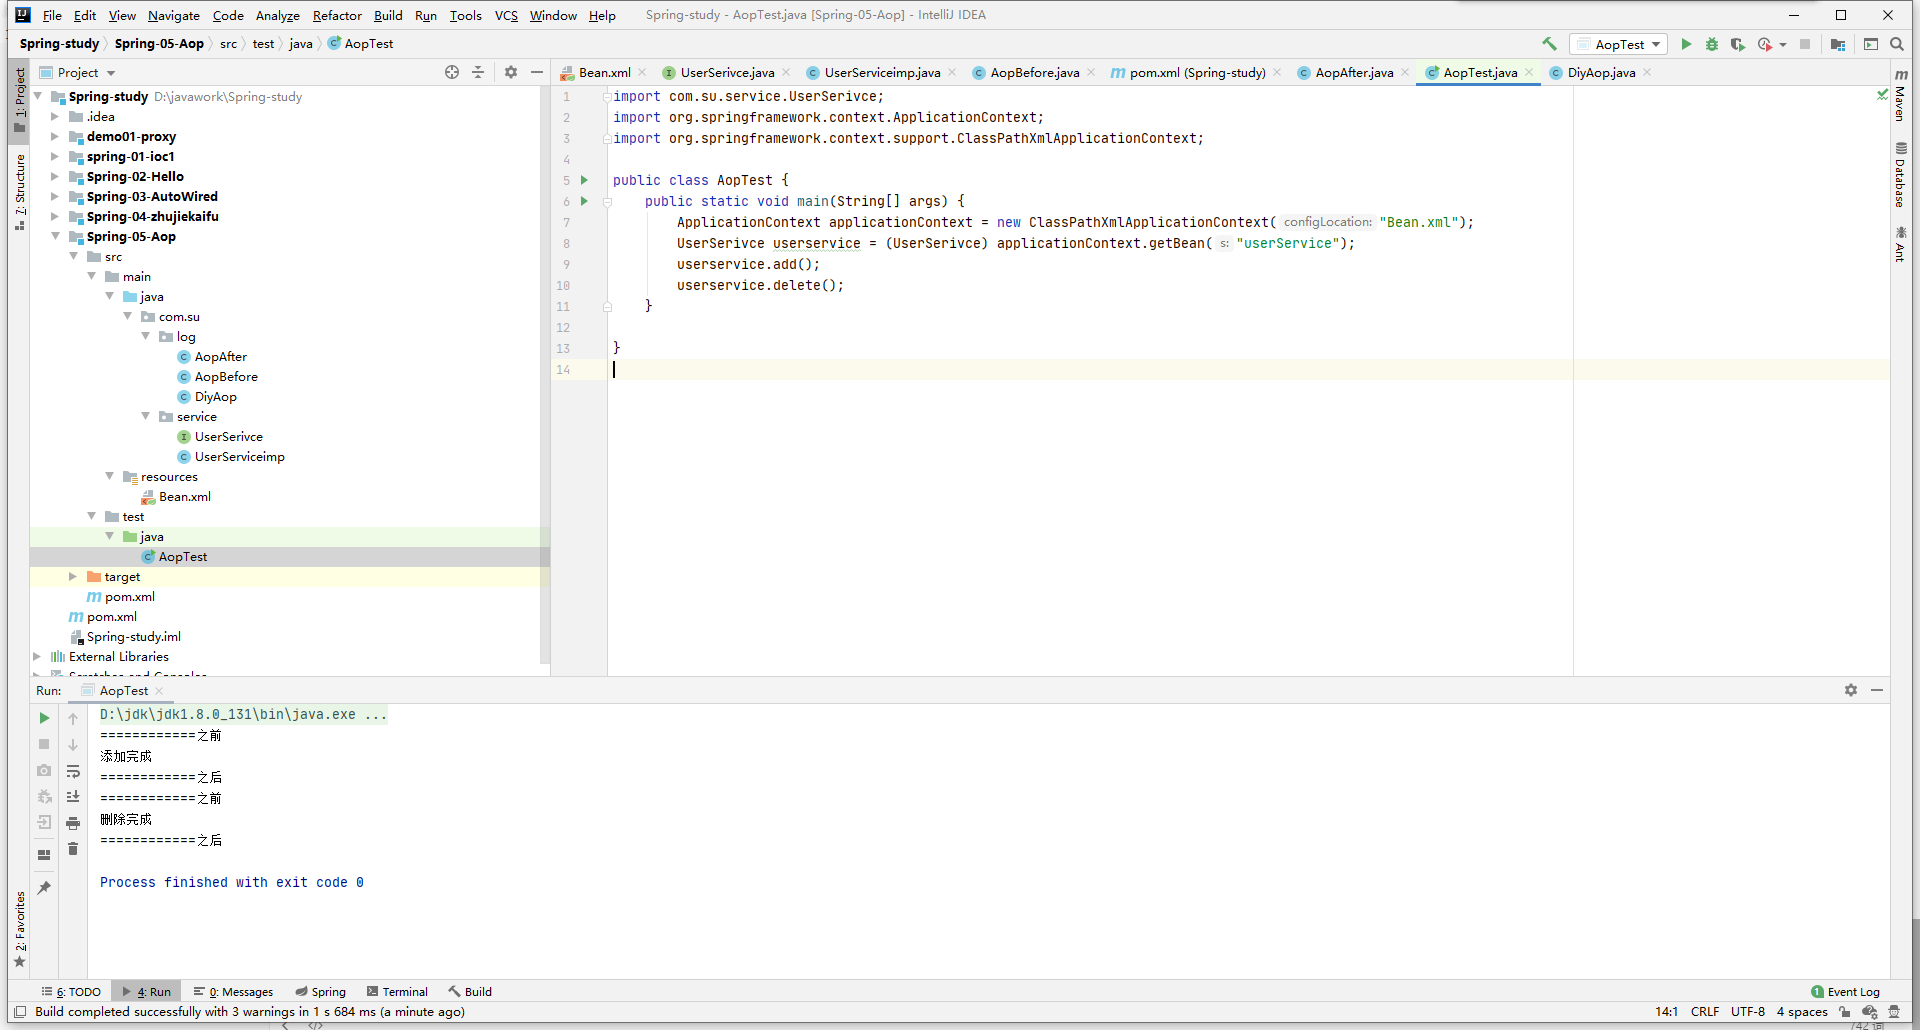 File Edit View Navigate Code Analyze Refactor Build Run Tools VCS Window Help Spring-study - AopTest.java [Spring-05-Aop] - IntelliJ IDEA
Spring-study Spring-05-Aop src test java AopTest AopTest
Project
Bean.xml UserSerivce.java UserServiceimp.java AopBefore.java pom.xml (Spring-study) AopAfter.java AopTest.java DiyAop.java
1: Project
7: Structure
2: Favorites
Spring-study D:\javawork\Spring-study
.idea
demo01-proxy
spring-01-ioc1
Spring-02-Hello
Spring-03-AutoWired
Spring-04-zhujiekaifu
Spring-05-Aop
src
main
java
com.su
log
AopAfter
AopBefore
DiyAop
service
UserSerivce
UserServiceimp
resources
Bean.xml
test
java
AopTest
target
pom.xml
pom.xml
Spring-study.iml
External Libraries
Scratches and Consoles
1 import com.su.service.UserSerivce;
2 import org.springframework.context.ApplicationContext;
3 import org.springframework.context.support.ClassPathXmlApplicationContext;
4
5 public class AopTest {
6 public static void main(String[] args) {
7 ApplicationContext applicationContext = new ClassPathXmlApplicationContext( configLocation: "Bean.xml");
8 UserSerivce userservice = (UserSerivce) applicationContext.getBean( s: "userService");
9 userservice.add();
10 userservice.delete();
11 }
12
13 }
14
Maven
Database
Ant
Run: AopTest
D:\jdk\jdk1.8.0_131\bin\java.exe ...
============之前
添加完成
============之后
============之前
删除完成
============之后
Process finished with exit code 0
6: TODO 4: Run 0: Messages Spring Terminal Build 1 Event Log
Build completed successfully with 3 warnings in 1 s 684 ms (a minute ago) 14:1 CRLF UTF-8 4 spaces